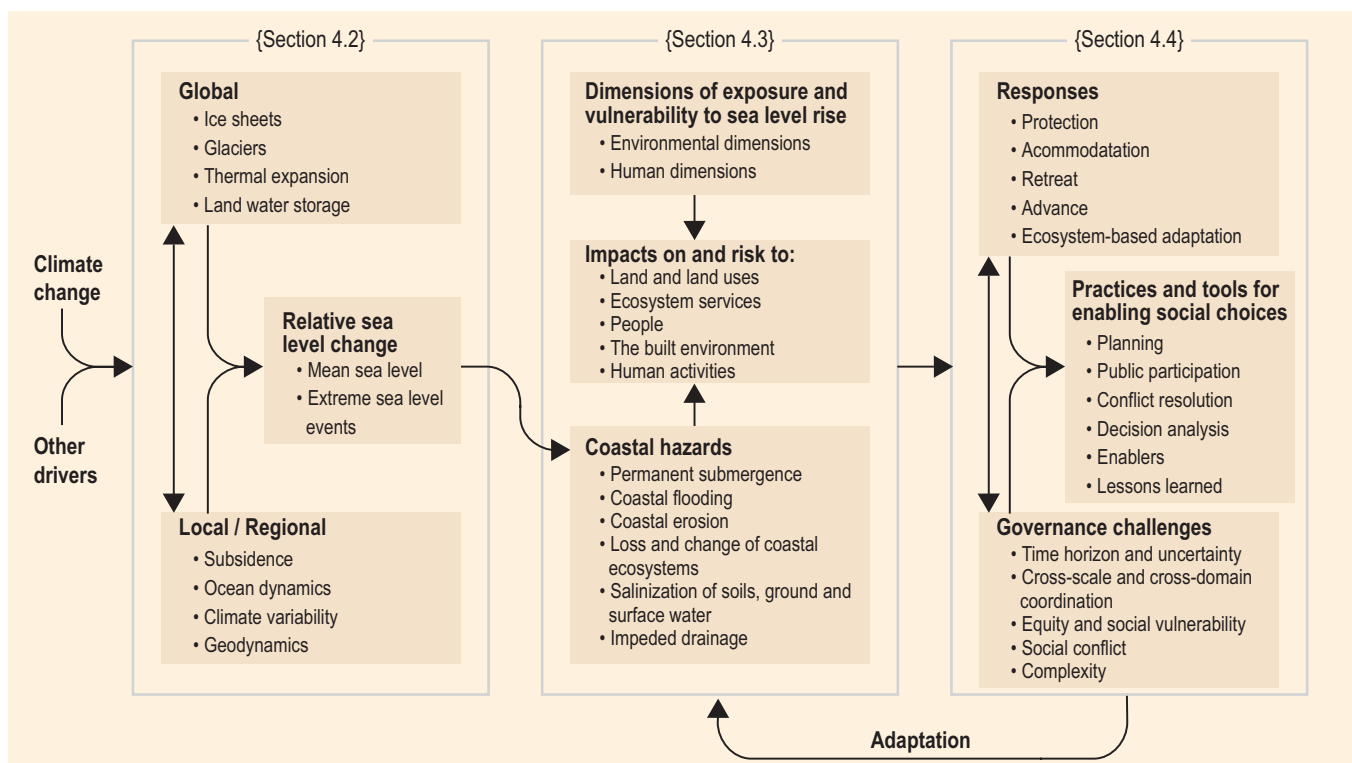 {Section 4.2}
Global
• Ice sheets
• Glaciers
• Thermal expansion
• Land water storage
Climate
change
Other
drivers
Relative sea
level change
• Mean sea level
• Extreme sea level
events
Local / Regional
• Subsidence
• Ocean dynamics
• Climate variability
• Geodynamics
{Section 4.3}
Dimensions of exposure and
vulnerability to sea level rise
• Environmental dimensions
• Human dimensions
Impacts on and risk to:
• Land and land uses
• Ecosystem services
• People
• The built environment
• Human activities
Coastal hazards
• Permanent submergence
• Coastal flooding
• Coastal erosion
• Loss and change of coastal
ecosystems
• Salinization of soils, ground and
surface water
• Impeded drainage
{Section 4.4}
Responses
• Protection
• Acommodatation
• Retreat
• Advance
• Ecosystem-based adaptation
Practices and tools for
enabling social choices
• Planning
• Public participation
• Conflict resolution
• Decision analysis
• Enablers
• Lessons learned
Governance challenges
• Time horizon and uncertainty
• Cross-scale and cross-domain
coordination
• Equity and social vulnerability
• Social conflict
• Complexity
Adaptation